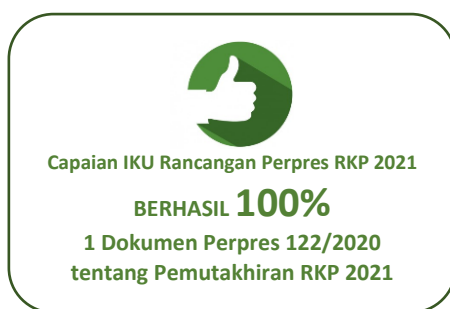 Capaian IKU Rancangan Perpres RKP 2021
BERHASIL 100%
1 Dokumen Perpres 122/2020
tentang Pemutakhiran RKP 2021